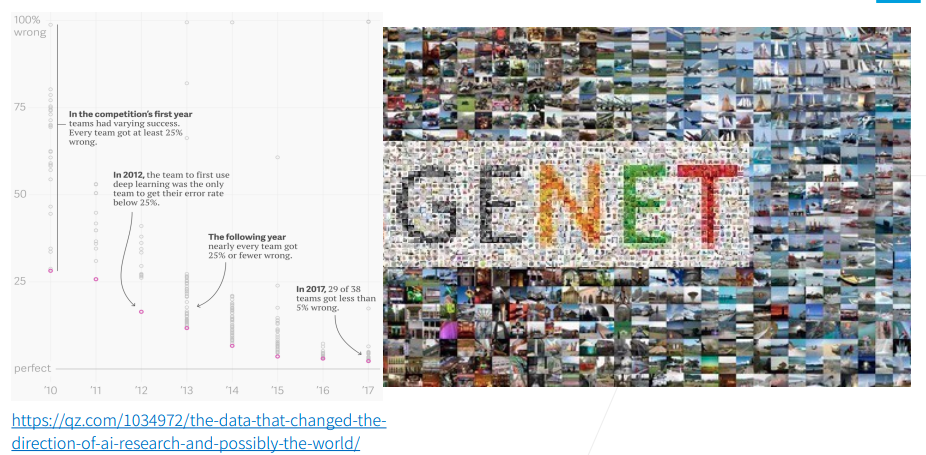 100%
wrong
In the competition's first year
teams had varying success.
Every team got at least 25%
wrong.
75
In 2012, the team to first use
deep learning was the only
team to get their error rate
below 25%.
50
The following year
nearly every team got
25% or fewer wrong.
In 2017, 29 of 38
teams got less than
5% wrong.
25
perfect
'10 '11 '12 '13 '14 '15 '16 '17
GENET
https://qz.com/1034972/the-data-that-changed-the-
direction-of-ai-research-and-possibly-the-world/